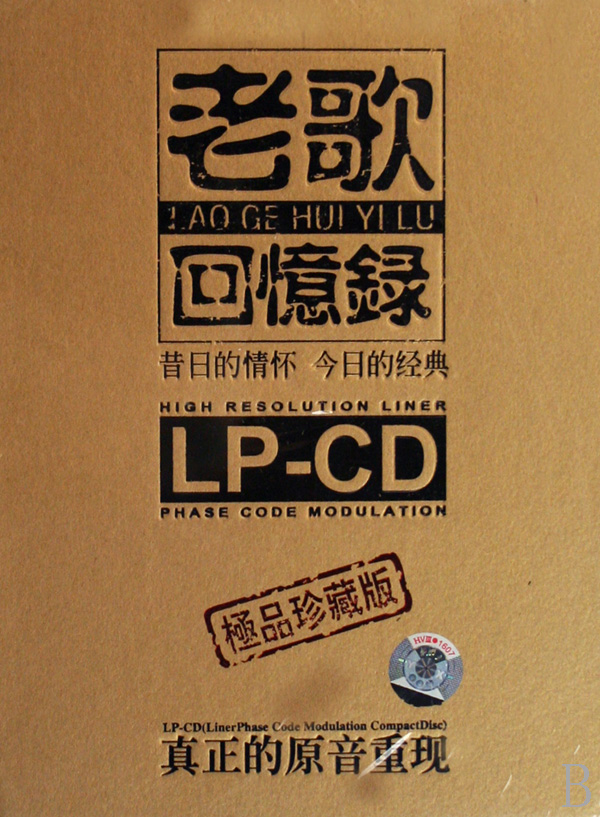 老歌
LAO GE HUI YI LU
回憶録
昔日的情怀 今日的经典
HIGH RESOLUTION LINER
LP-CD
PHASE CODE MODULATION
極品珍藏版
HVⅢ●1607
LP-CD(LinerPhase Code Modulation CompactDisc)
真正的原音重现
B